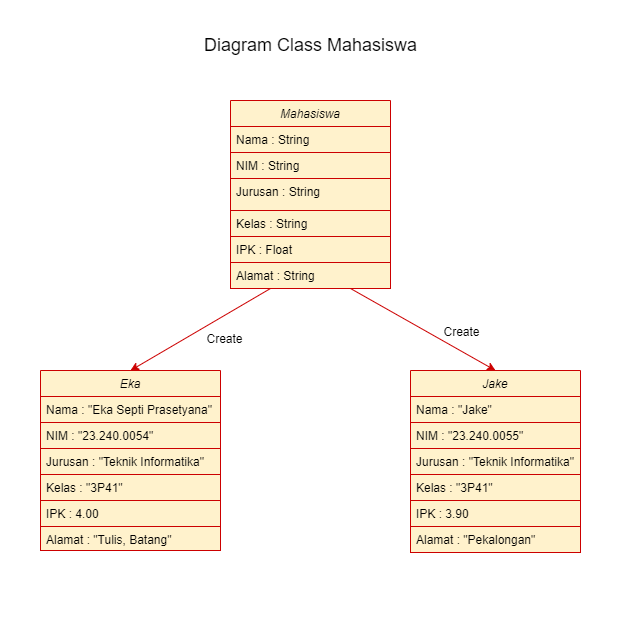 Diagram Class Mahasiswa
Mahasiswa
Nama : String
NIM : String
Jurusan : String
Kelas : String
IPK : Float
Alamat : String
Create
Create
Eka
Nama : "Eka Septi Prasetyana"
NIM : "23.240.0054"
Jurusan : "Teknik Informatika"
Kelas : "3P41"
IPK : 4.00
Alamat : "Tulis, Batang"
Jake
Nama : "Jake"
NIM : "23.240.0055"
Jurusan : "Teknik Informatika"
Kelas : "3P41"
IPK : 3.90
Alamat : "Pekalongan"